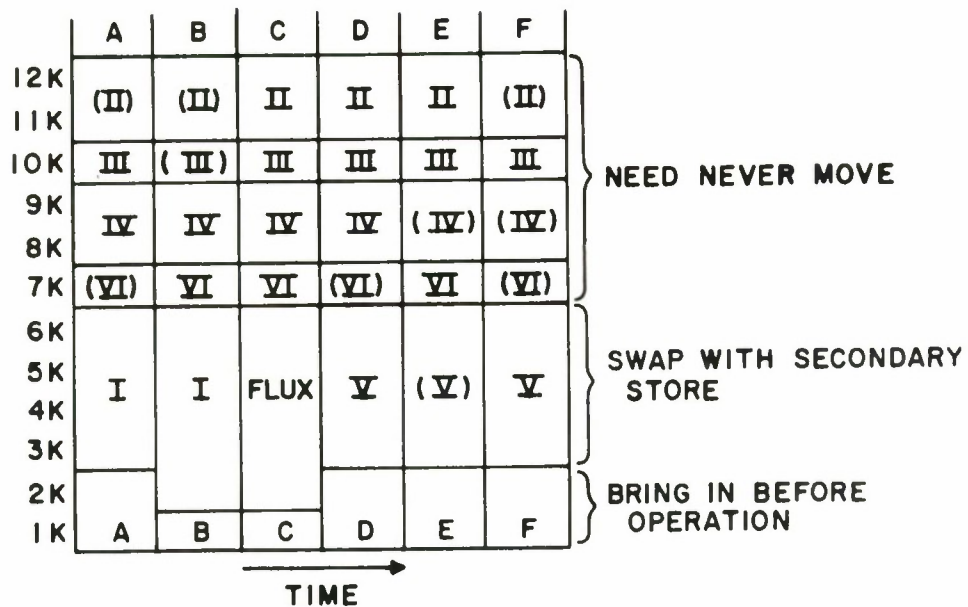 A B C D E F
12K (II) (II) II II II (II)
11K
10K III (III) III III III III
NEED NEVER MOVE
9K IV IV IV IV (IV) (IV)
8K
7K (VI) VI VI (VI) VI (VI)
6K
5K I I FLUX V (V) V
4K
3K
SWAP WITH SECONDARY
STORE
2K
1K A B C D E F
BRING IN BEFORE
OPERATION
TIME